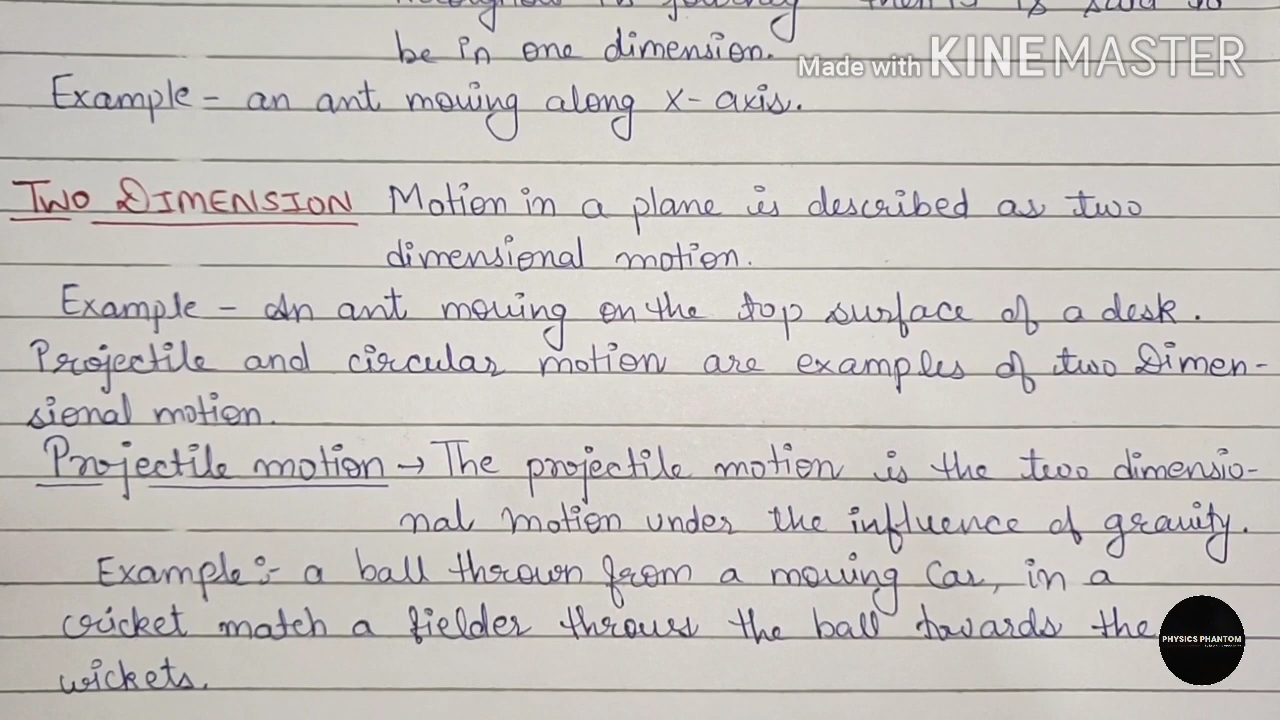 be in one dimension.
Made with KINEMASTER
Example - an ant moving along x-axis.
TWO DIMENSION Motion in a plane is described as two
dimensional motion.
Example - An ant moving on the top surface of a desk.
Projectile and circular motion are examples of two Dimen-
sional motion.
Projectile motion → The projectile motion is the two dimensio-
nal motion under the influence of gravity.
Example :- a ball thrown from a moving car, in a
cricket match a fielder throws the ball towards the
wickets.
PHYSICS PHANTOM